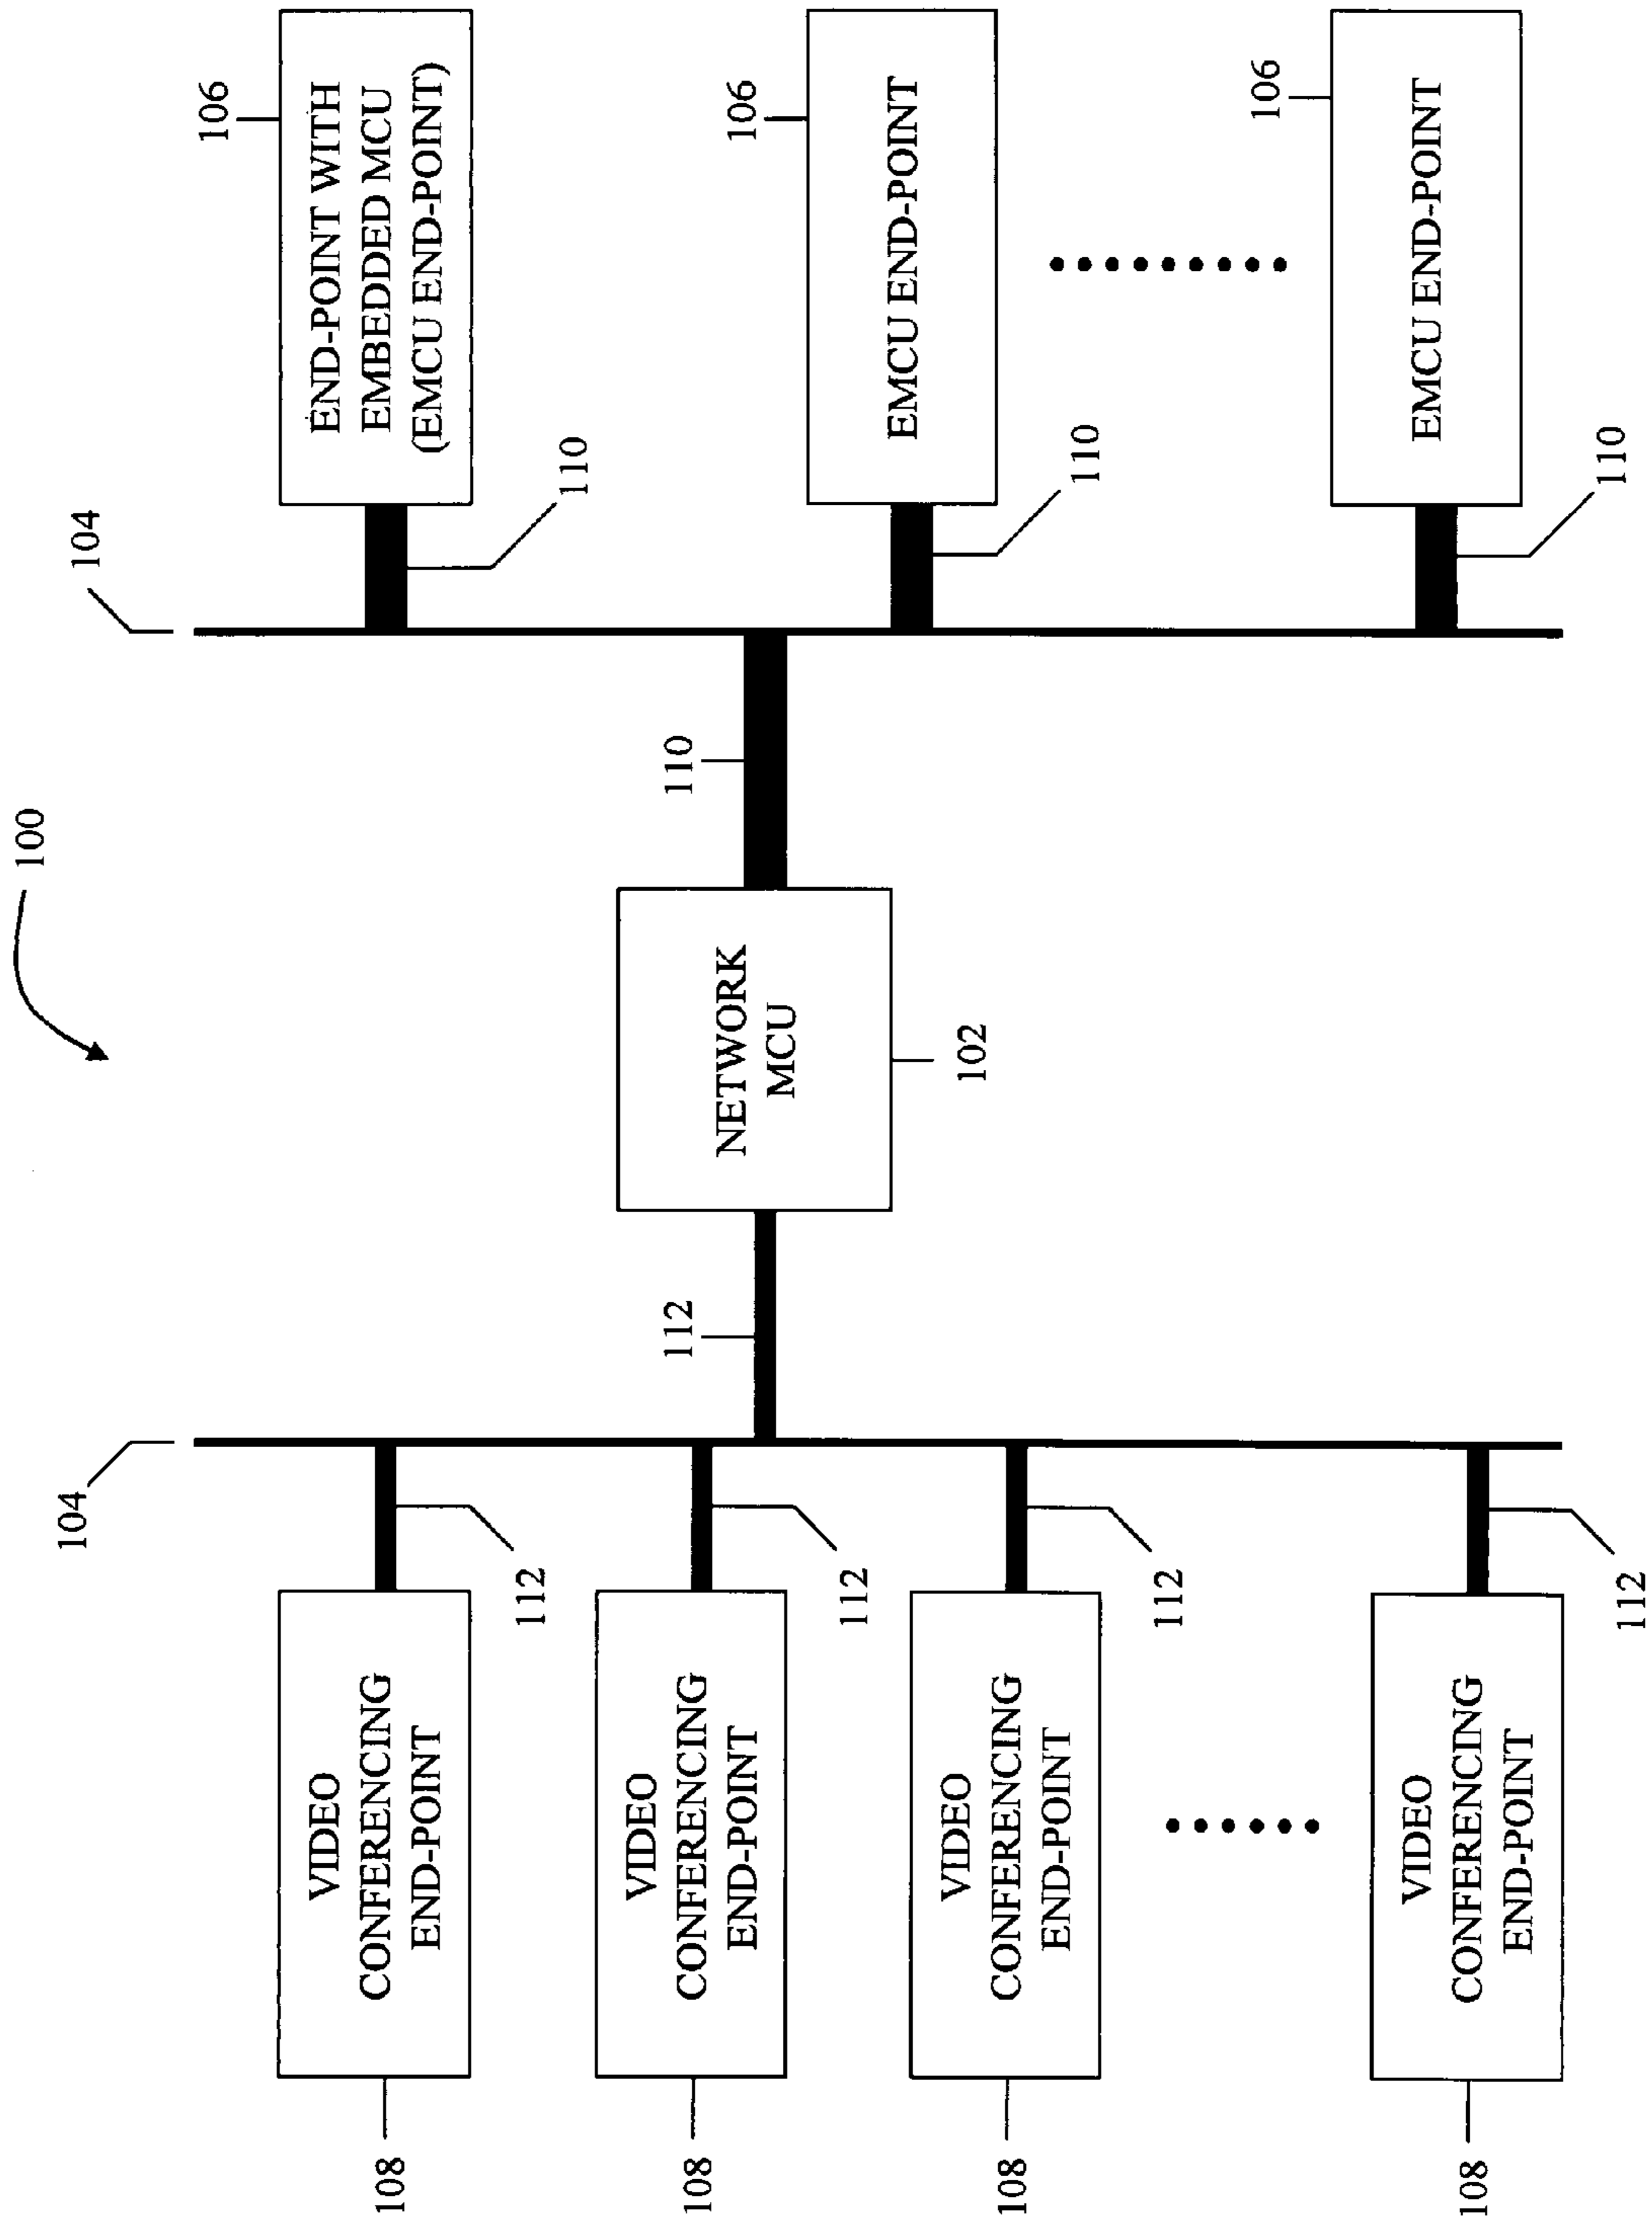 100
104
104
108
VIDEO
CONFERENCING
END-POINT
112
108
VIDEO
CONFERENCING
END-POINT
112
108
VIDEO
CONFERENCING
END-POINT
112
108
VIDEO
CONFERENCING
END-POINT
112
112
NETWORK
MCU
102
110
106
END-POINT WITH
EMBEDDED MCU
(EMCU END-POINT)
110
106
EMCU END-POINT
110
106
EMCU END-POINT
110